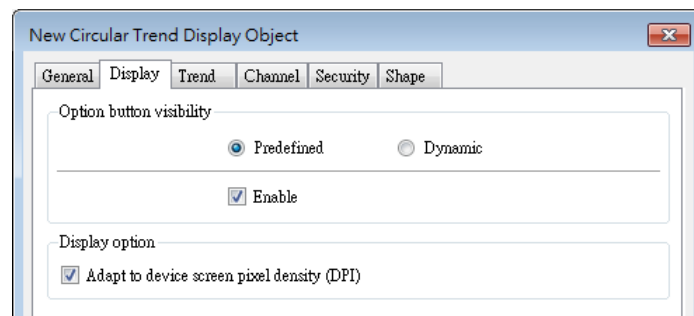 New Circular Trend Display Object
General Display Trend Channel Security Shape
Option button visibility
Predefined Dynamic
Enable
Display option
Adapt to device screen pixel density (DPI)